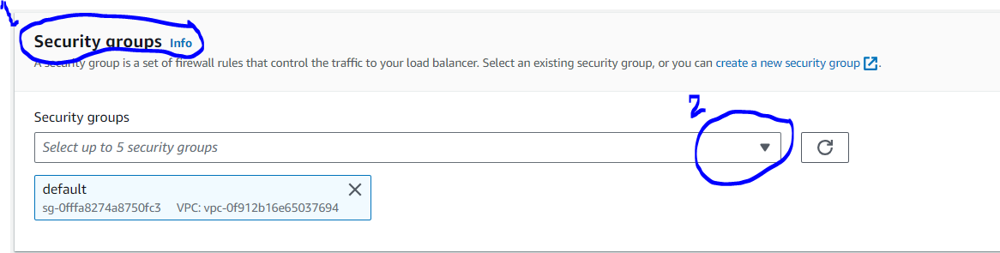 Security groups Info
A security group is a set of firewall rules that control the traffic to your load balancer. Select an existing security group, or you can create a new security group.
2
Security groups
Select up to 5 security groups
default
sg-0fffa8274a8750fc3 VPC: vpc-0f912b16e65037694